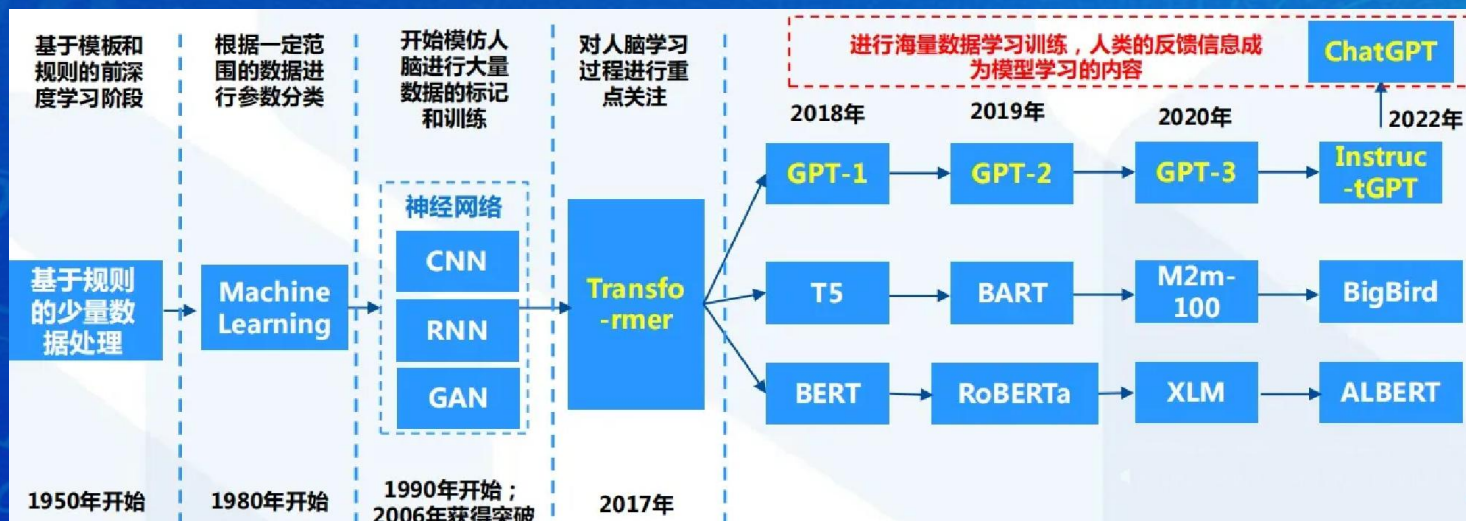 基于模板和
规则的前深
度学习阶段
根据一定范
围的数据进
行参数分类
开始模仿人
脑进行大量
数据的标记
和训练
对人脑学习
过程进行重
点关注
进行海量数据学习训练，人类的反馈信息成
为模型学习的内容
ChatGPT
2018年
2019年
2020年
2022年
GPT-1
GPT-2
GPT-3
Instruc
-tGPT
神经网络
CNN
RNN
GAN
基于规则
的少量数
据处理
Machine
Learning
Transfo
-rmer
T5
BART
M2m-
100
BigBird
BERT
RoBERTa
XLM
ALBERT
1950年开始
1980年开始
1990年开始；
2006年获得突破
2017年